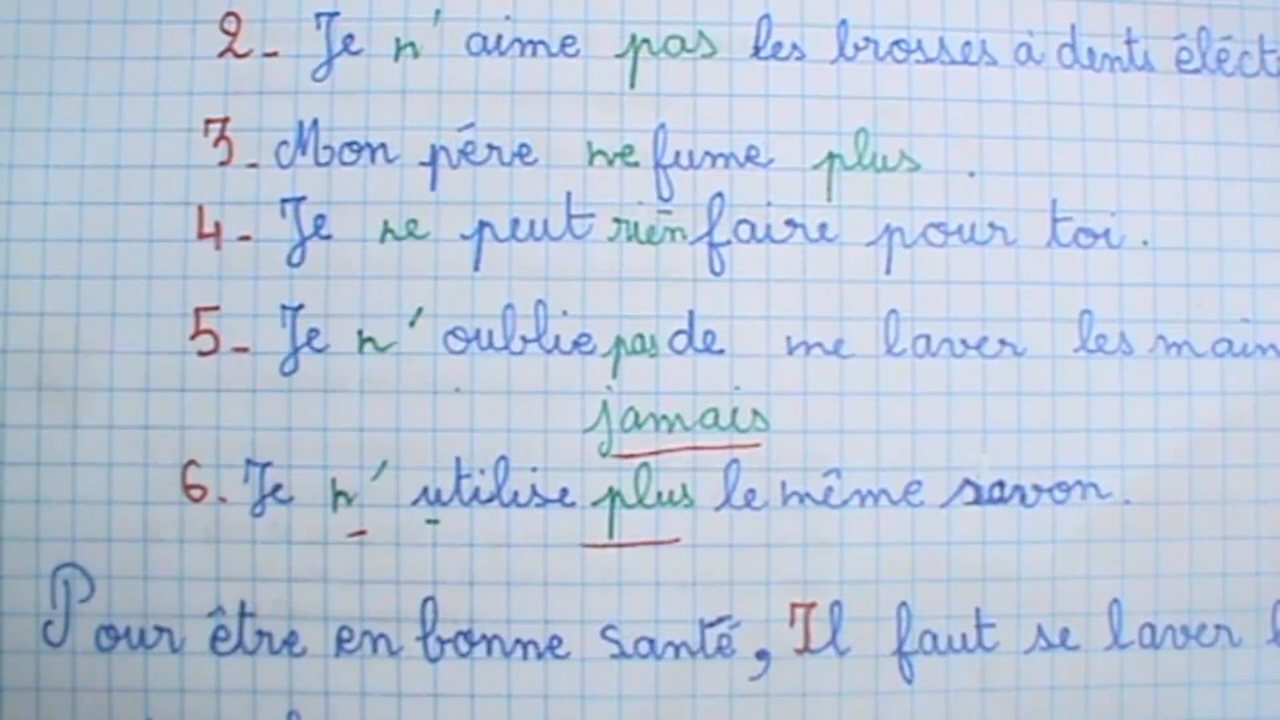 2- Je n' aime pas les brosses à dents éléct
3- Mon pére ne fume plus .
4- Je ne peut rien faire pour toi.
5- Je n' oublie pas de me laver les main
jamais
6. Je n' utilise plus le même savon.
Pour être en bonne santé, Il faut se laver l